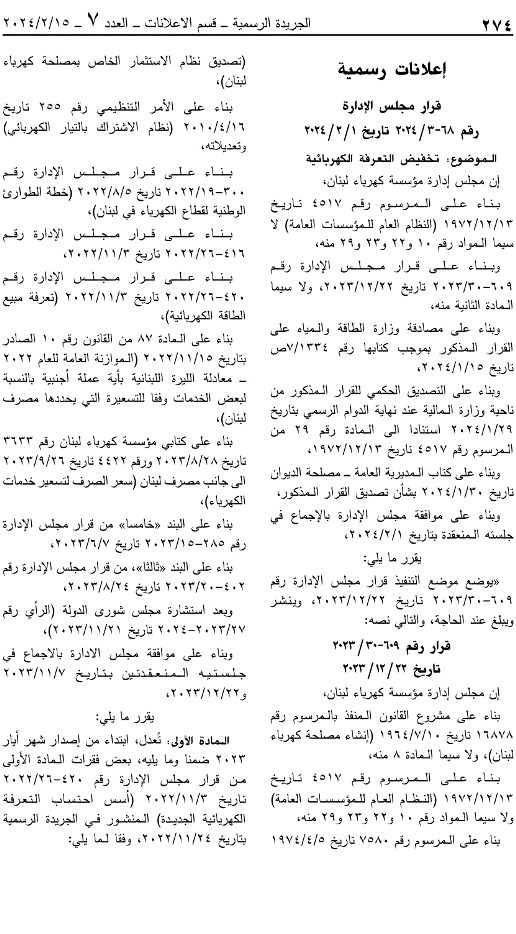 ٢٧٤
الجريدة الرسمية ــ قسم الاعلانات ــ العدد ٧ ــ ٢٠٢٤/٢/١٥
إعلانات رسمية
قرار مجلس الإدارة
رقم ٦٨-٢٠٢٤/٣ تاريخ ٢٠٢٤/٢/١
الموضوع: تخفيض التعرفة الكهربائية
إن مجلس إدارة مؤسسة كهرباء لبنان،
بناء على المرسوم رقم ٤٥١٧ تاريخ
١٩٧٢/١٢/١٣ (النظام العام للمؤسسات العامة) لا
سيما المواد رقم ١٠ و٢٢ و٢٣ و٢٩ منه،
وبناء على قرار مجلس الإدارة رقم
٦٠٩-٢٠٢٣/٣٠ تاريخ ٢٠٢٣/١٢/٢٢، ولا سيما
المادة الثانية منه،
وبناء على مصادقة وزارة الطاقة والمياه على
القرار المذكور بموجب كتابها رقم ٧/١٣٣٤ص
تاريخ ٢٠٢٤/١/١٥،
وبناء على التصديق الحكمي للقرار المذكور من
ناحية وزارة المالية عند نهاية الدوام الرسمي بتاريخ
٢٠٢٤/١/٢٩ استنادا الى المادة رقم ٢٩ من
المرسوم رقم ٤٥١٧ تاريخ ١٩٧٢/١٢/١٣،
وبناء على كتاب المديرية العامة ــ مصلحة الديوان
تاريخ ٢٠٢٤/١/٣٠ بشأن تصديق القرار المذكور،
وبناء على موافقة مجلس الإدارة بالإجماع في
جلسته المنعقدة بتاريخ ٢٠٢٤/٢/١،
يقرر ما يلي:
«يوضع موضع التنفيذ قرار مجلس الإدارة رقم
٦٠٩-٢٠٢٣/٣٠ تاريخ ٢٠٢٣/١٢/٢٢، وينشر
ويبلغ عند الحاجة، والتالي نصه:
قرار رقم ٦٠٩-٢٠٢٣/٣٠
تاريخ ٢٠٢٣/١٢/٢٢
إن مجلس إدارة مؤسسة كهرباء لبنان،
بناء على مشروع القانون المنفذ بالمرسوم رقم
١٦٨٧٨ تاريخ ١٩٦٤/٧/١٠ (إنشاء مصلحة كهرباء
لبنان)، ولا سيما المادة ٨ منه،
بناء على المرسوم رقم ٤٥١٧ تاريخ
١٩٧٢/١٢/١٣ (النظام العام للمؤسسات العامة)
ولا سيما المواد رقم ١٠ و٢٢ و٢٣ و٢٩ منه،
بناء على المرسوم رقم ٧٥٨٠ تاريخ ١٩٧٤/٤/٥
(تصديق نظام الاستثمار الخاص بمصلحة كهرباء
لبنان)،
بناء على الأمر التنظيمي رقم ٢٥٥ تاريخ
٢٠١٠/٤/١٦ (نظام الاشتراك بالتيار الكهربائي)
وتعديلاته،
بناء على قرار مجلس الإدارة رقم
٣٠٠-٢٠٢٢/١٩ تاريخ ٢٠٢٢/٨/٥ (خطة الطوارئ
الوطنية لقطاع الكهرباء في لبنان)،
بناء على قرار مجلس الإدارة رقم
٤١٦-٢٠٢٢/٢٦ تاريخ ٢٠٢٢/١١/٣،
بناء على قرار مجلس الإدارة رقم
٤٢٠-٢٠٢٢/٢٦ تاريخ ٢٠٢٢/١١/٣ (تعرفة مبيع
الطاقة الكهربائية)،
بناء على المادة ٨٧ من القانون رقم ١٠ الصادر
بتاريخ ٢٠٢٢/١١/١٥ (الموازنة العامة للعام ٢٠٢٢
ــ معادلة الليرة اللبنانية بأية عملة أجنبية بالنسبة
لبعض الخدمات وفقا للتسعيرة التي يحددها مصرف
لبنان)،
بناء على كتابي مؤسسة كهرباء لبنان رقم ٣٦٣٣
تاريخ ٢٠٢٣/٨/٢٨ ورقم ٤٤٢٢ تاريخ ٢٠٢٣/٩/٢٦
الى جانب مصرف لبنان (سعر الصرف لتسعير خدمات
الكهرباء)،
بناء على البند «خامسا» من قرار مجلس الإدارة
رقم ٢٨٥-٢٠٢٣/١٥ تاريخ ٢٠٢٣/٦/٧،
بناء على البند «ثالثا»، من قرار مجلس الإدارة رقم
٤٠٢-٢٠٢٣/٢٠ تاريخ ٢٠٢٣/٨/٢٤،
وبعد استشارة مجلس شورى الدولة (الرأي رقم
٢٠٢٣/٢٧-٢٠٢٤ تاريخ ٢٠٢٣/١١/٢١)،
وبناء على موافقة مجلس الادارة بالاجماع في
جلستيه المنعقدتين بتاريخ ٢٠٢٣/١١/٧
و٢٠٢٣/١٢/٢٢،
يقرر ما يلي:
المادة الأولى: تُعدل، ابتداء من إصدار شهر أيار
٢٠٢٣ ضمنا وما يليه، بعض فقرات المادة الأولى
من قرار مجلس الإدارة رقم ٤٢٠-٢٠٢٢/٢٦
تاريخ ٢٠٢٢/١١/٣ (أسس احتساب التعرفة
الكهربائية الجديدة) المنشور في الجريدة الرسمية
بتاريخ ٢٠٢٢/١١/٢٤، وفقا لما يلي: